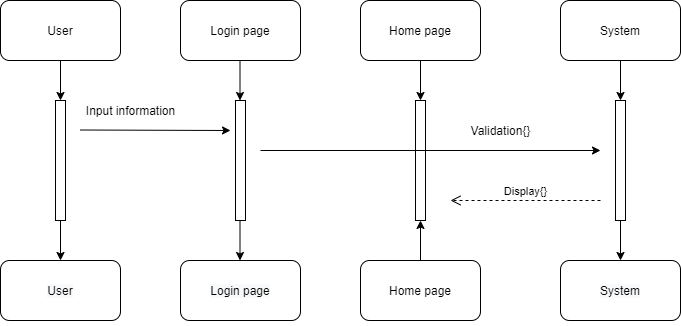 User
Login page
Home page
System
Input information
Validation{}
Display{}
User
Login page
Home page
System